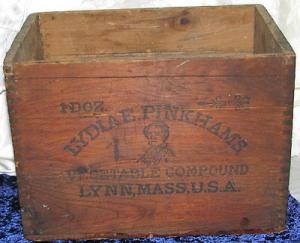 1 DOZ.
LYDIA E. PINKHAM'S
VEGETABLE COMPOUND
LYNN, MASS, U.S.A.